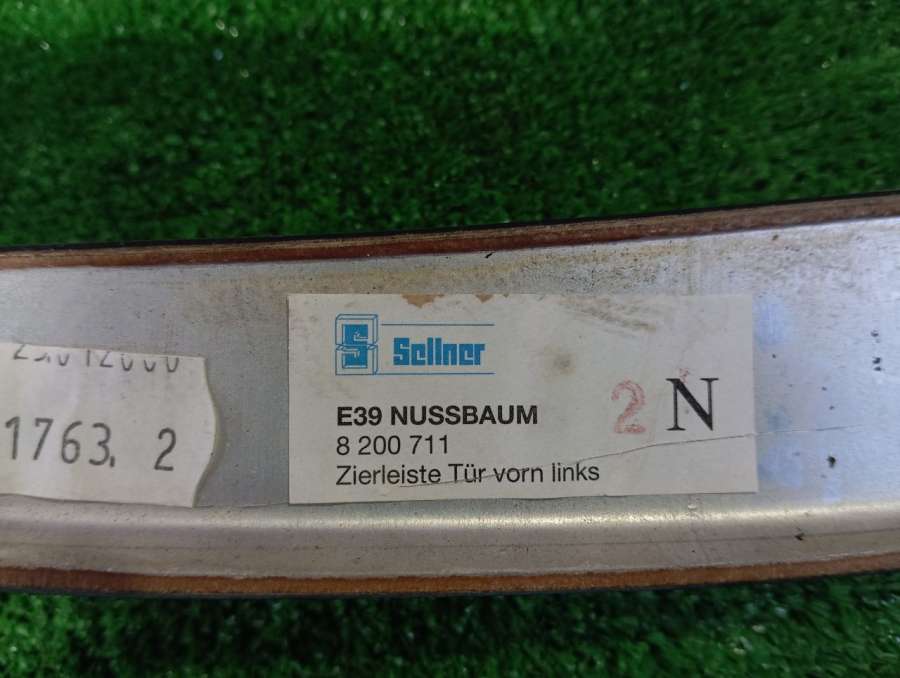 1763. 2
Sellner
E39 NUSSBAUM
8 200 711
Zierleiste Tür vorn links
2 N